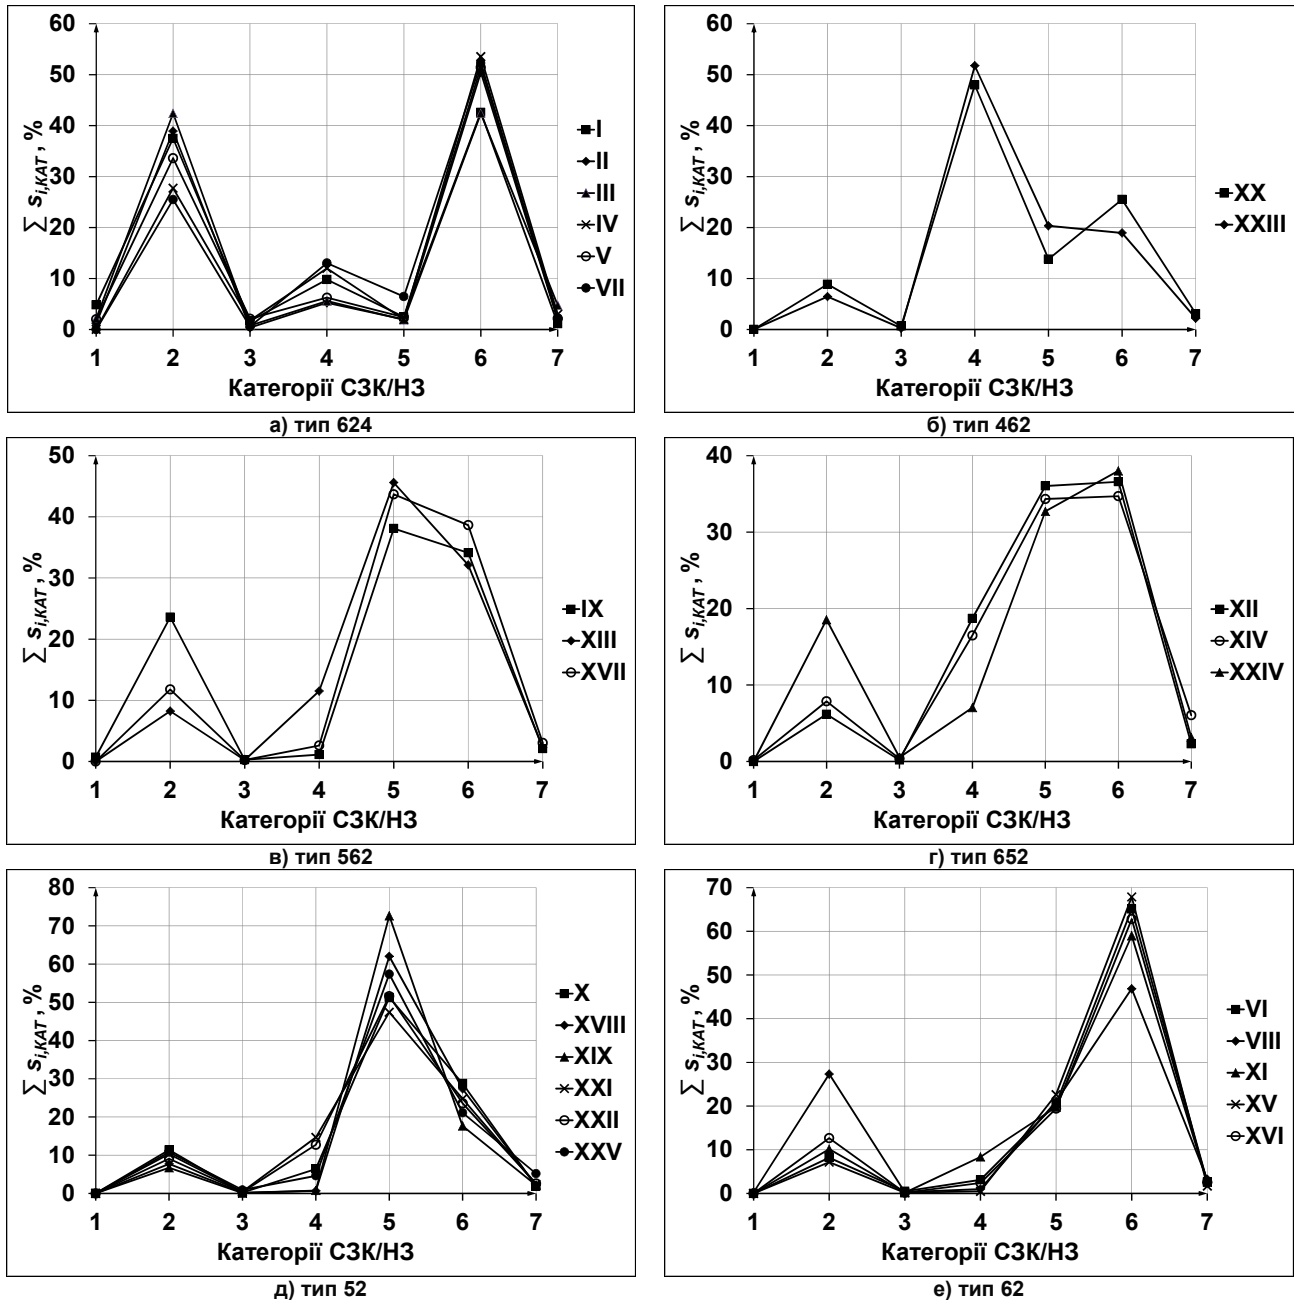 60
50
40
30
20
10
0
∑ s i,КАТ , %
1 2 3 4 5 6 7
Категорії СЗК/НЗ
I
II
III
IV
V
VII
а) тип 624
60
50
40
30
20
10
0
∑ s i,КАТ , %
1 2 3 4 5 6 7
Категорії СЗК/НЗ
XX
XXIII
б) тип 462
50
40
30
20
10
0
∑ s i,КАТ , %
1 2 3 4 5 6 7
Категорії СЗК/НЗ
IX
XIII
XVII
в) тип 562
40
30
20
10
0
∑ s i,КАТ , %
1 2 3 4 5 6 7
Категорії СЗК/НЗ
XII
XIV
XXIV
г) тип 652
80
70
60
50
40
30
20
10
0
∑ s i,КАТ , %
1 2 3 4 5 6 7
Категорії СЗК/НЗ
X
XVIII
XIX
XXI
XXII
XXV
д) тип 52
70
60
50
40
30
20
10
0
∑ s i,КАТ , %
1 2 3 4 5 6 7
Категорії СЗК/НЗ
VI
VIII
XI
XV
XVI
е) тип 62